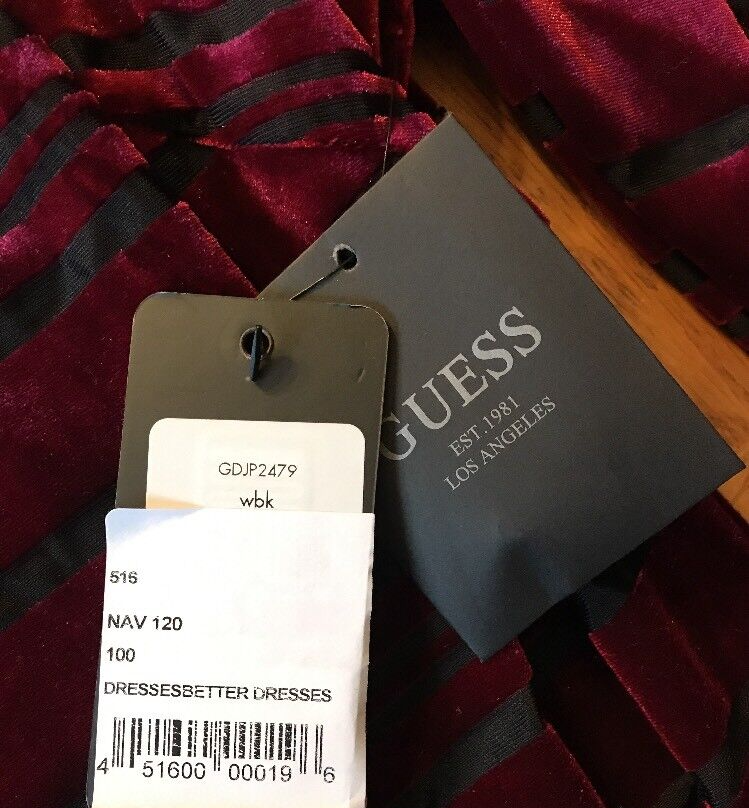 GUESS
EST.1981
LOS ANGELES
GDJP2479
wbk
516
NAV 120
100
DRESSESBETTER DRESSES
4 51600 00019 6